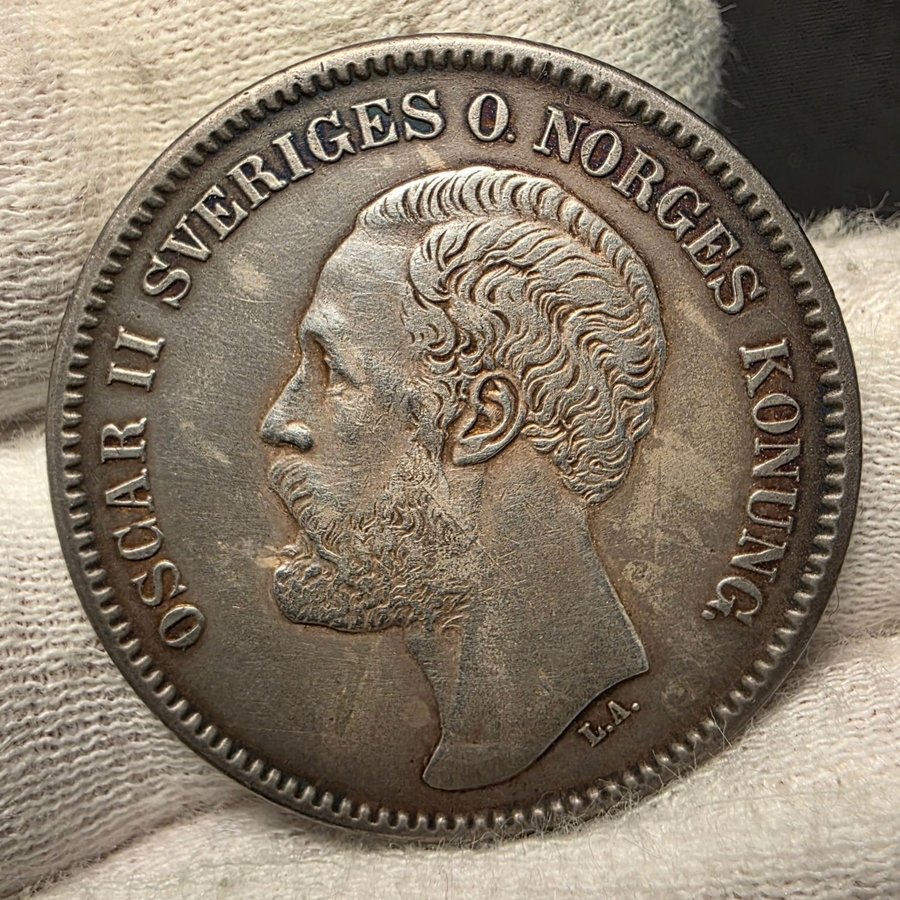 OSCAR II SVERIGES O. NORGES KONUNG.
L.A.